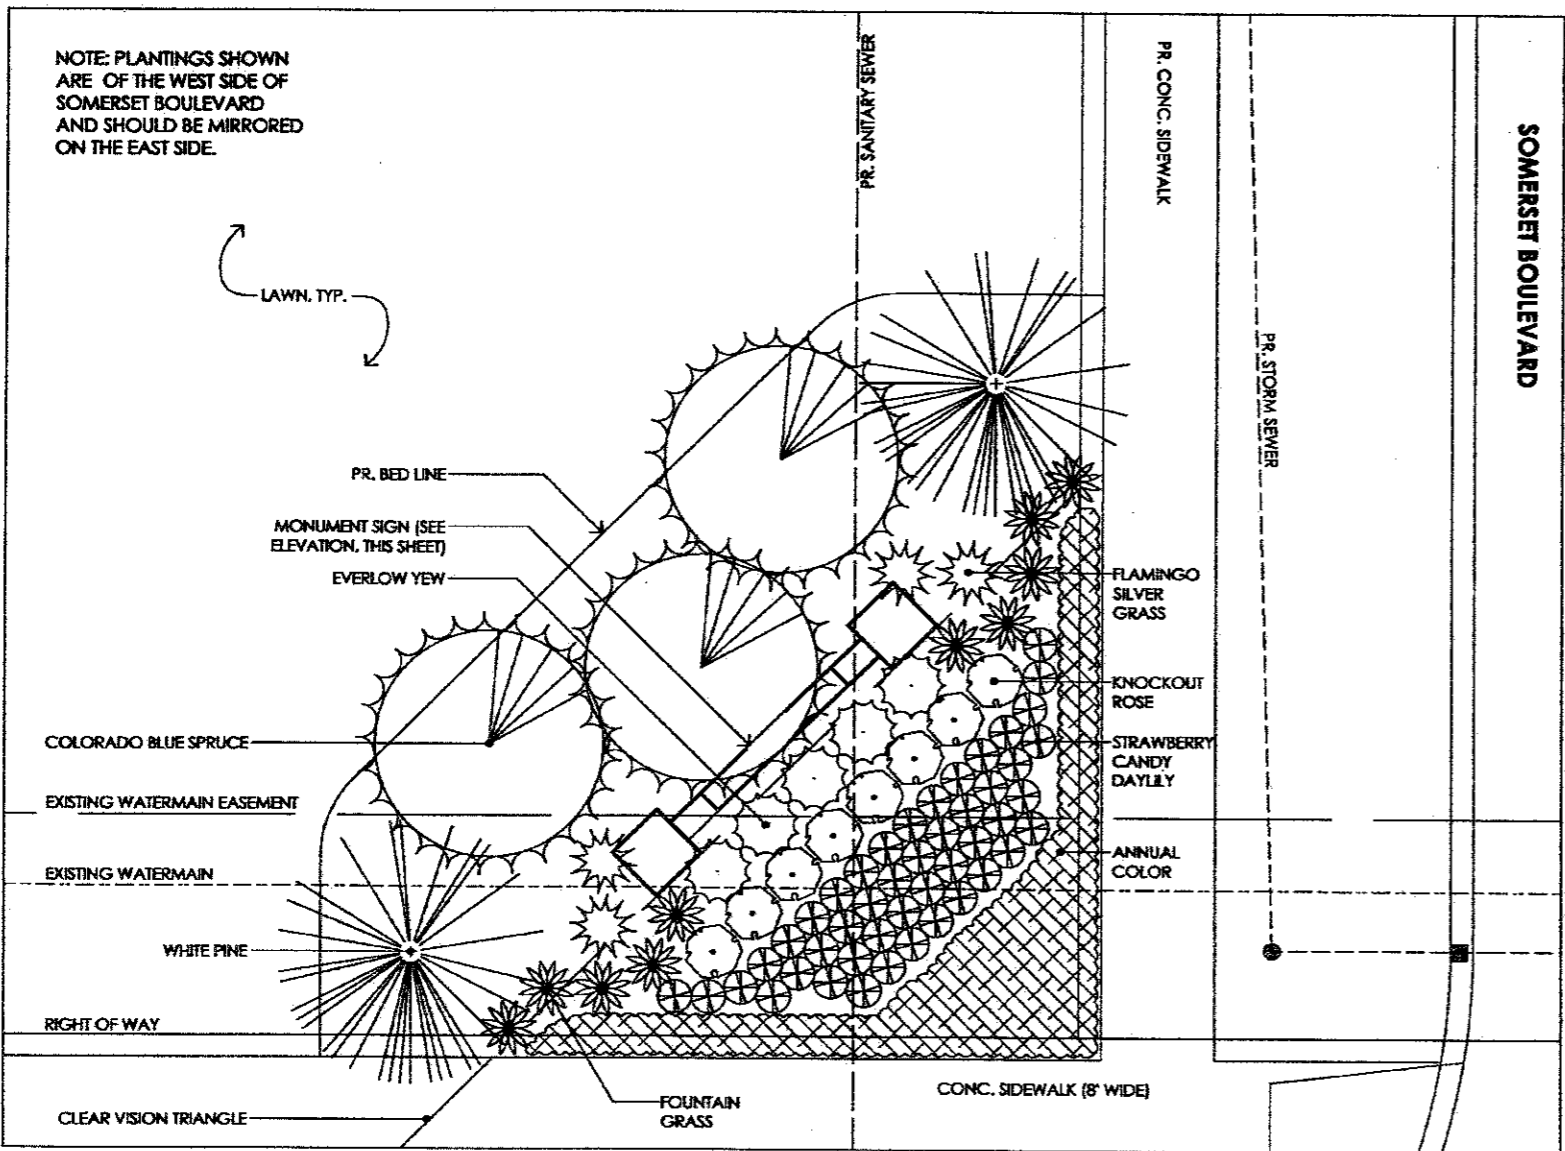 NOTE: PLANTINGS SHOWN
ARE OF THE WEST SIDE OF
SOMERSET BOULEVARD
AND SHOULD BE MIRRORED
ON THE EAST SIDE.
LAWN, TYP.
PR. SANITARY SEWER
PR. CONC. SIDEWALK
PR. STORM SEWER
SOMERSET BOULEVARD
PR. BED LINE
MONUMENT SIGN (SEE
ELEVATION, THIS SHEET)
EVERLOW YEW
COLORADO BLUE SPRUCE
EXISTING WATERMAIN EASEMENT
EXISTING WATERMAIN
WHITE PINE
RIGHT OF WAY
CLEAR VISION TRIANGLE
FLAMINGO
SILVER
GRASS
KNOCKOUT
ROSE
STRAWBERRY
CANDY
DAYLILY
ANNUAL
COLOR
FOUNTAIN
GRASS
CONC. SIDEWALK (8' WIDE)